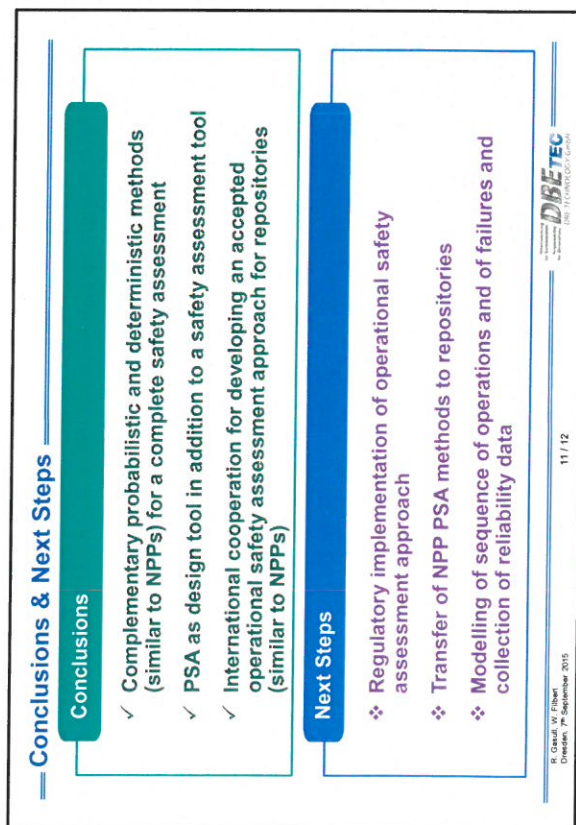 Conclusions & Next Steps
Conclusions
✓ Complementary probabilistic and deterministic methods
(similar to NPPs) for a complete safety assessment
✓ PSA as design tool in addition to a safety assessment tool
✓ International cooperation for developing an accepted
operational safety assessment approach for repositories
(similar to NPPs)
Next Steps
❖ Regulatory implementation of operational safety
assessment approach
❖ Transfer of NPP PSA methods to repositories
❖ Modelling of sequence of operations and of failures and
collection of reliability data
R. Gasull, W. Filbert
Dresden, 7th September 2015
11 / 12
DBETEC
DBE TECHNOLOGY GmbH